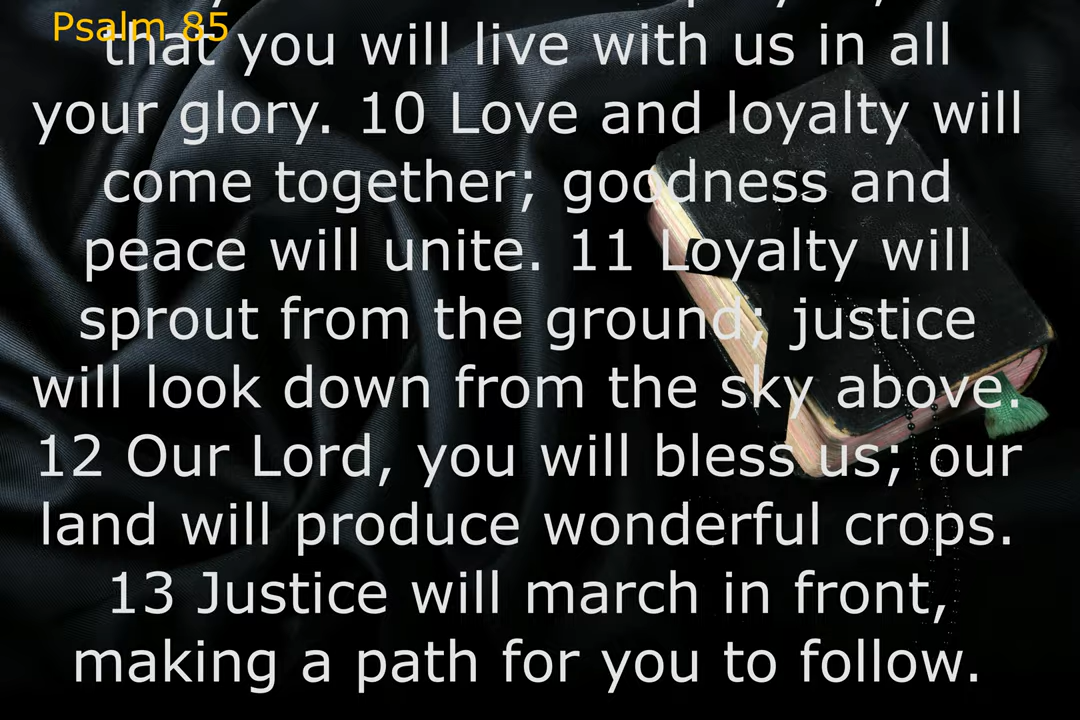 Psalm 85
that you will live with us in all
your glory. 10 Love and loyalty will
come together; goodness and
peace will unite. 11 Loyalty will
sprout from the ground; justice
will look down from the sky above.
12 Our Lord, you will bless us; our
land will produce wonderful crops.
13 Justice will march in front,
making a path for you to follow.